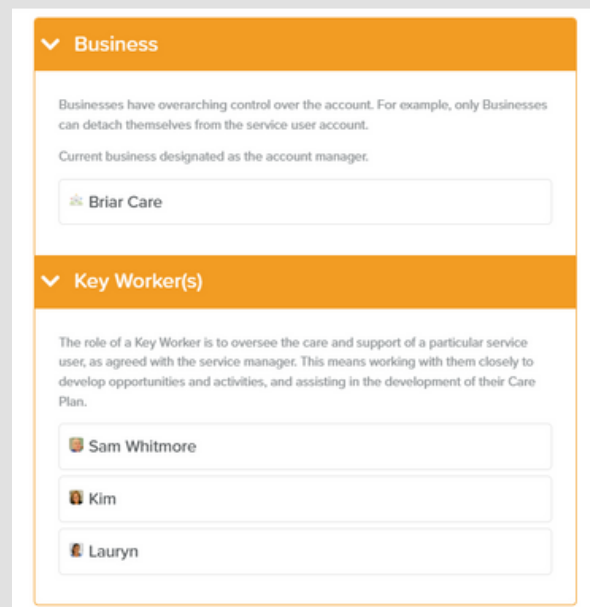 Business
Businesses have overarching control over the account. For example, only Businesses
can detach themselves from the service user account.
Current business designated as the account manager.
Briar Care
Key Worker(s)
The role of a Key Worker is to oversee the care and support of a particular service
user, as agreed with the service manager. This means working with them closely to
develop opportunities and activities, and assisting in the development of their Care
Plan.
Sam Whitmore
Kim
Lauryn